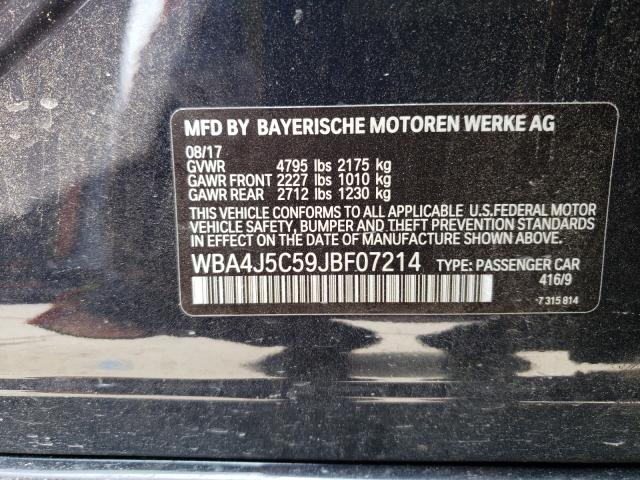 MFD BY BAYERISCHE MOTOREN WERKE AG
08/17
GVWR 4795 lbs 2175 kg
GAWR FRONT 2227 lbs 1010 kg
GAWR REAR 2712 lbs 1230 kg
THIS VEHICLE CONFORMS TO ALL APPLICABLE U.S.FEDERAL MOTOR
VEHICLE SAFETY, BUMPER AND THEFT PREVENTION STANDARDS
IN EFFECT ON THE DATE OF MANUFACTURE SHOWN ABOVE.
WBA4J5C59JBF07214 TYPE: PASSENGER CAR
416/9
-7 315 814